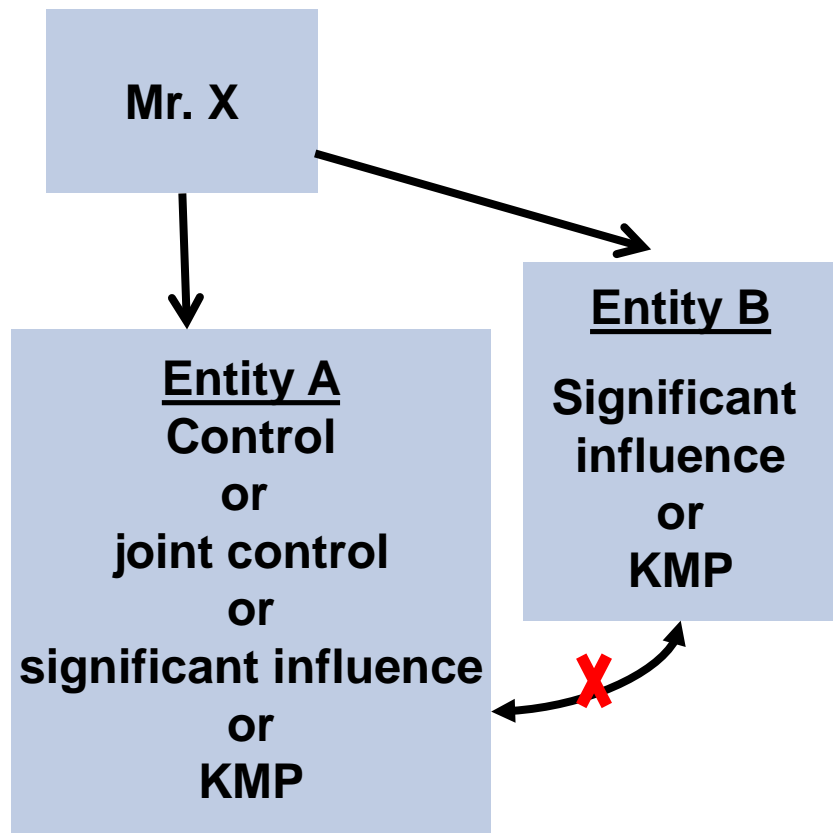 Mr. X
Entity A
Control
or
joint control
or
significant influence
or
KMP
Entity B
Significant
influence
or
KMP